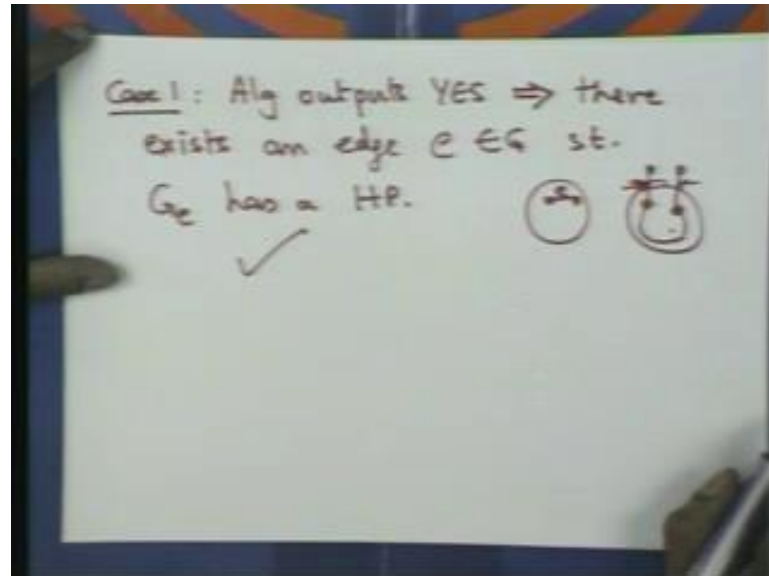 Case 1: Alg outputs YES ⇒ there
exists an edge e ∈ G st.
Ge has a HP.